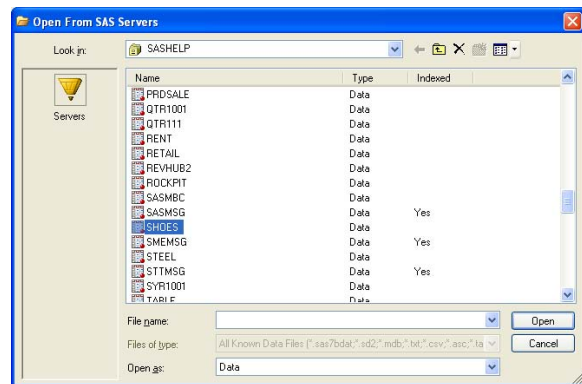 Open From SAS Servers
Look in: SASHELP
Servers
Name Type Indexed
PRDSALE Data
QTR1001 Data
QTR111 Data
RENT Data
RETAIL Data
REVHUB2 Data
ROCKPIT Data
SASMBC Data
SASMSG Data Yes
SHOES Data
SMEMSG Data Yes
STEEL Data
STTMSG Data Yes
SYR1001 Data
TABLE Data
File name: Open
Files of type: All Known Data Files (*.sas7bdat;*.sd2;*.mdb;*.txt;*.csv;*.asc;*.ta Cancel
Open as: Data